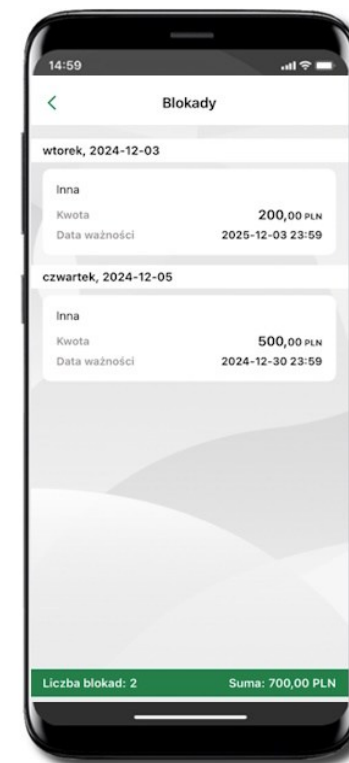 14:59
Blokady
wtorek, 2024-12-03
Inna
Kwota 200,00 PLN
Data ważności 2025-12-03 23:59
czwartek, 2024-12-05
Inna
Kwota 500,00 PLN
Data ważności 2024-12-30 23:59
Liczba blokad: 2 Suma: 700,00 PLN